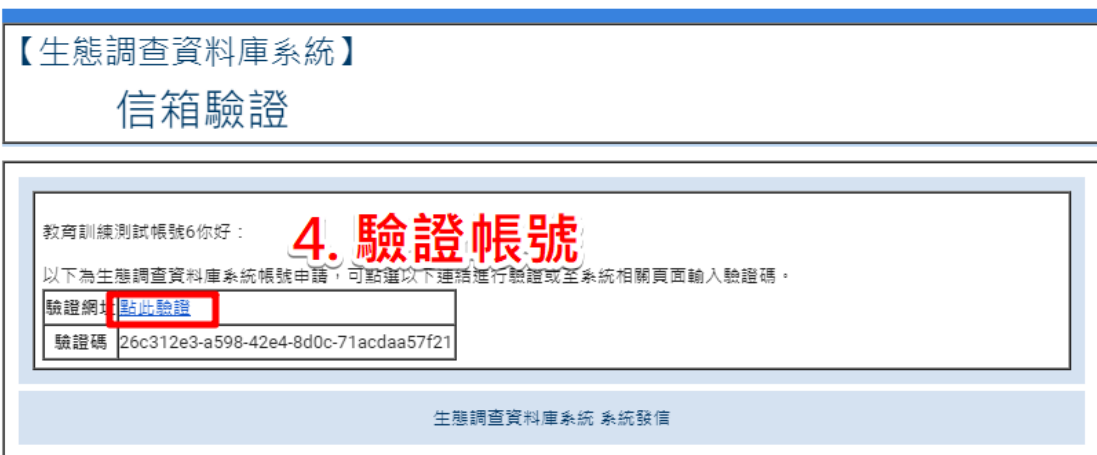 【生態調查資料庫系統】
信箱驗證
教育訓練測試帳號6你好：
4. 驗證帳號
以下為生態調查資料庫系統帳號申請，可點選以下連結進行驗證或至系統相關頁面輸入驗證碼。
驗證網址 點此驗證
驗證碼 26c312e3-a598-42e4-8d0c-71acdaa57f21
生態調查資料庫系統 系統發信